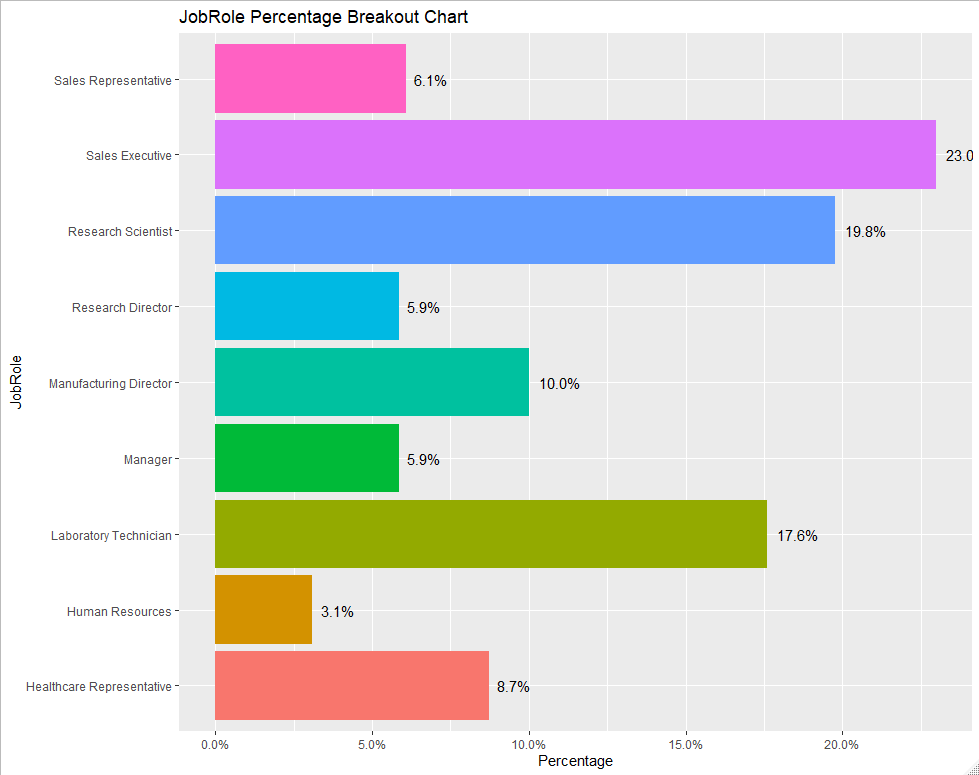 JobRole Percentage Breakout Chart
JobRole
Sales Representative
6.1%
Sales Executive
23.0
Research Scientist
19.8%
Research Director
5.9%
Manufacturing Director
10.0%
Manager
5.9%
Laboratory Technician
17.6%
Human Resources
3.1%
Healthcare Representative
8.7%
0.0% 5.0% 10.0% 15.0% 20.0%
Percentage